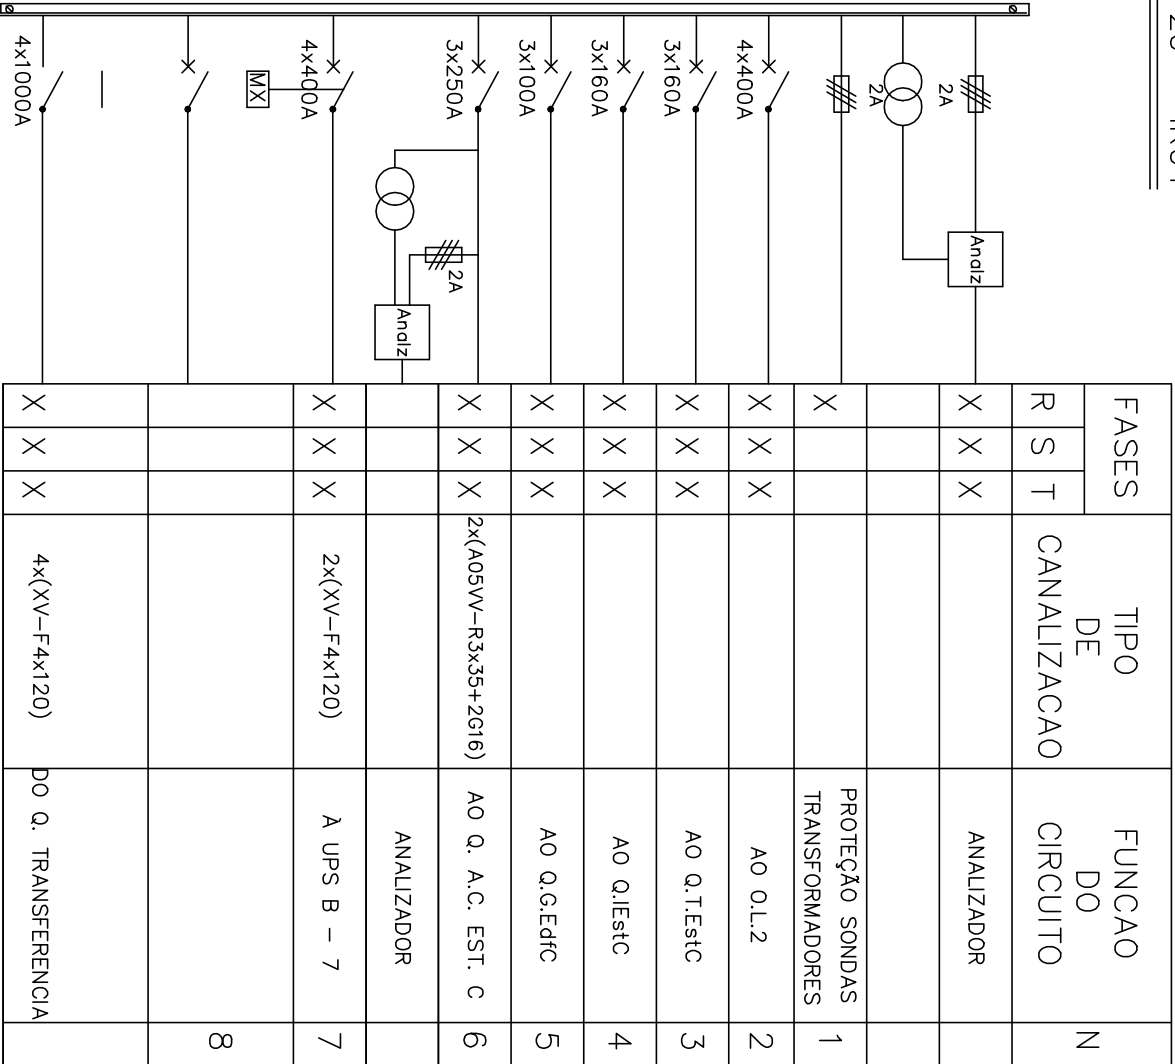 FASES
R S T
TIPO
DE
CANALIZACAO
FUNCAO
DO
CIRCUITO
N
Analz
2A
X X X
ANALIZADOR
2A
X
PROTEÇÃO SONDAS
TRANSFORMADORES
1
4x400A
X X X
AO O.L.2
2
3x160A
X X X
AO Q.T.EstC
3
3x160A
X X X
AO Q.IEstC
4
3x100A
X X X
AO Q.G.EdfC
5
3x250A
X X X
2x(A05VV-R3x35+2G16)
AO Q. A.C. EST. C
6
2A
Analz
ANALIZADOR
4x400A
MX
X X X
2x(XV-F4x120)
À UPS B - 7
7
8
4x1000A
X X X
4x(XV-F4x120)
DO Q. TRANSFERENCIA